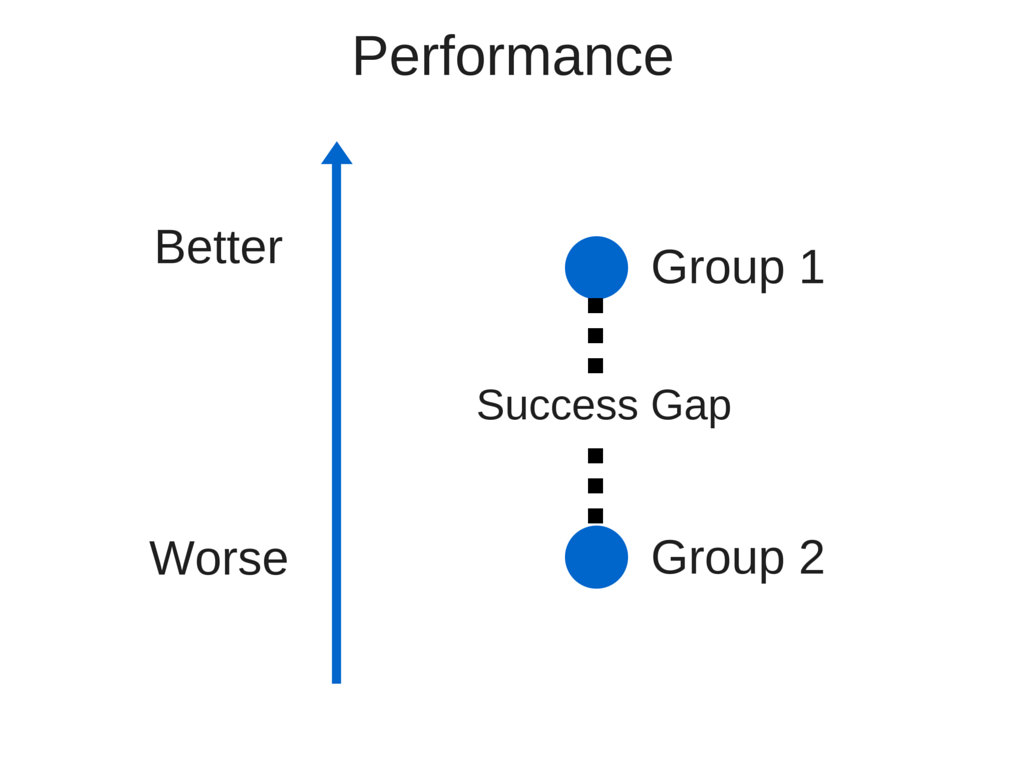 Performance
Better
Group 1
Success Gap
Worse
Group 2